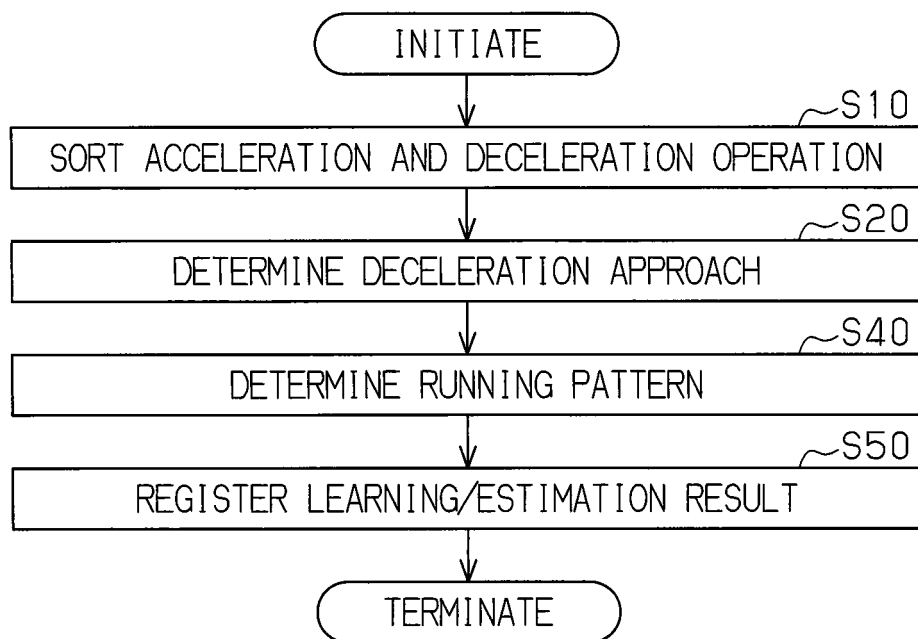 INITIATE
S10
SORT ACCELERATION AND DECELERATION OPERATION
S20
DETERMINE DECELERATION APPROACH
S40
DETERMINE RUNNING PATTERN
S50
REGISTER LEARNING/ESTIMATION RESULT
TERMINATE